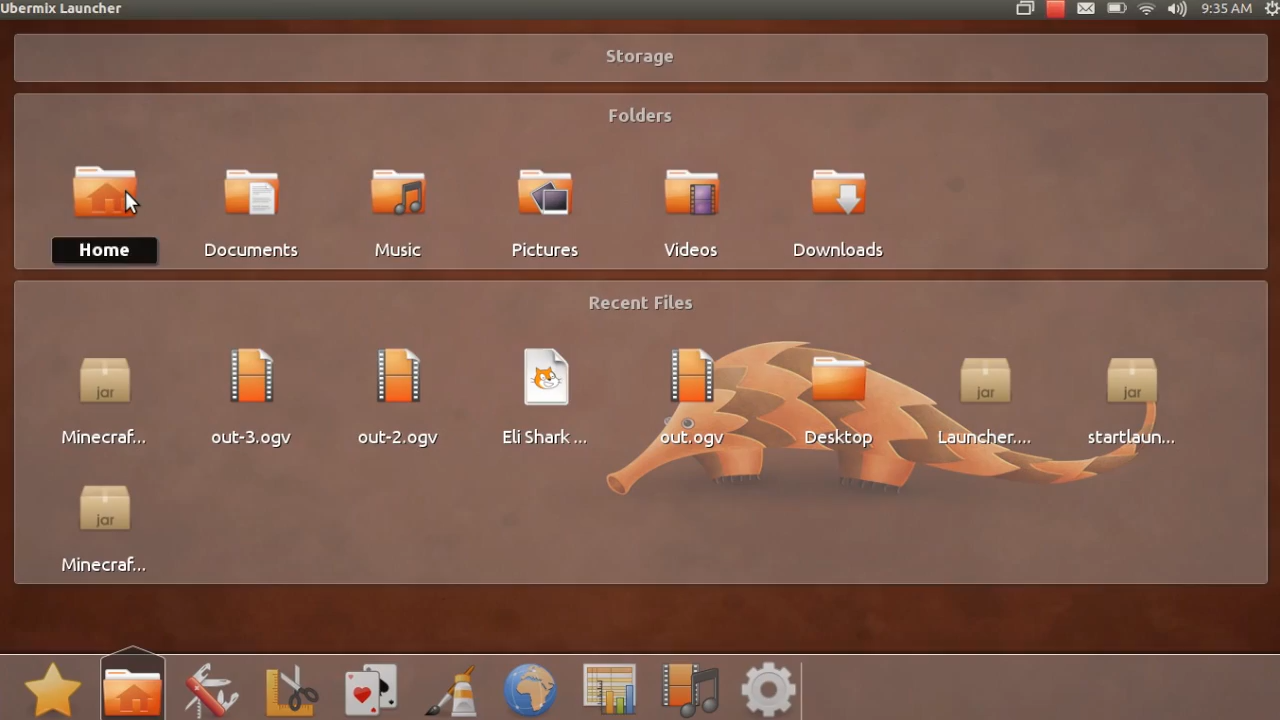 Ubermix Launcher
9:35 AM
Storage
Folders
Home
Documents
Music
Pictures
Videos
Downloads
Recent Files
jar
jar
jar
Minecraf...
out-3.ogv
out-2.ogv
Eli Shark ...
out.ogv
Desktop
Launcher....
startlaun...
jar
Minecraf...